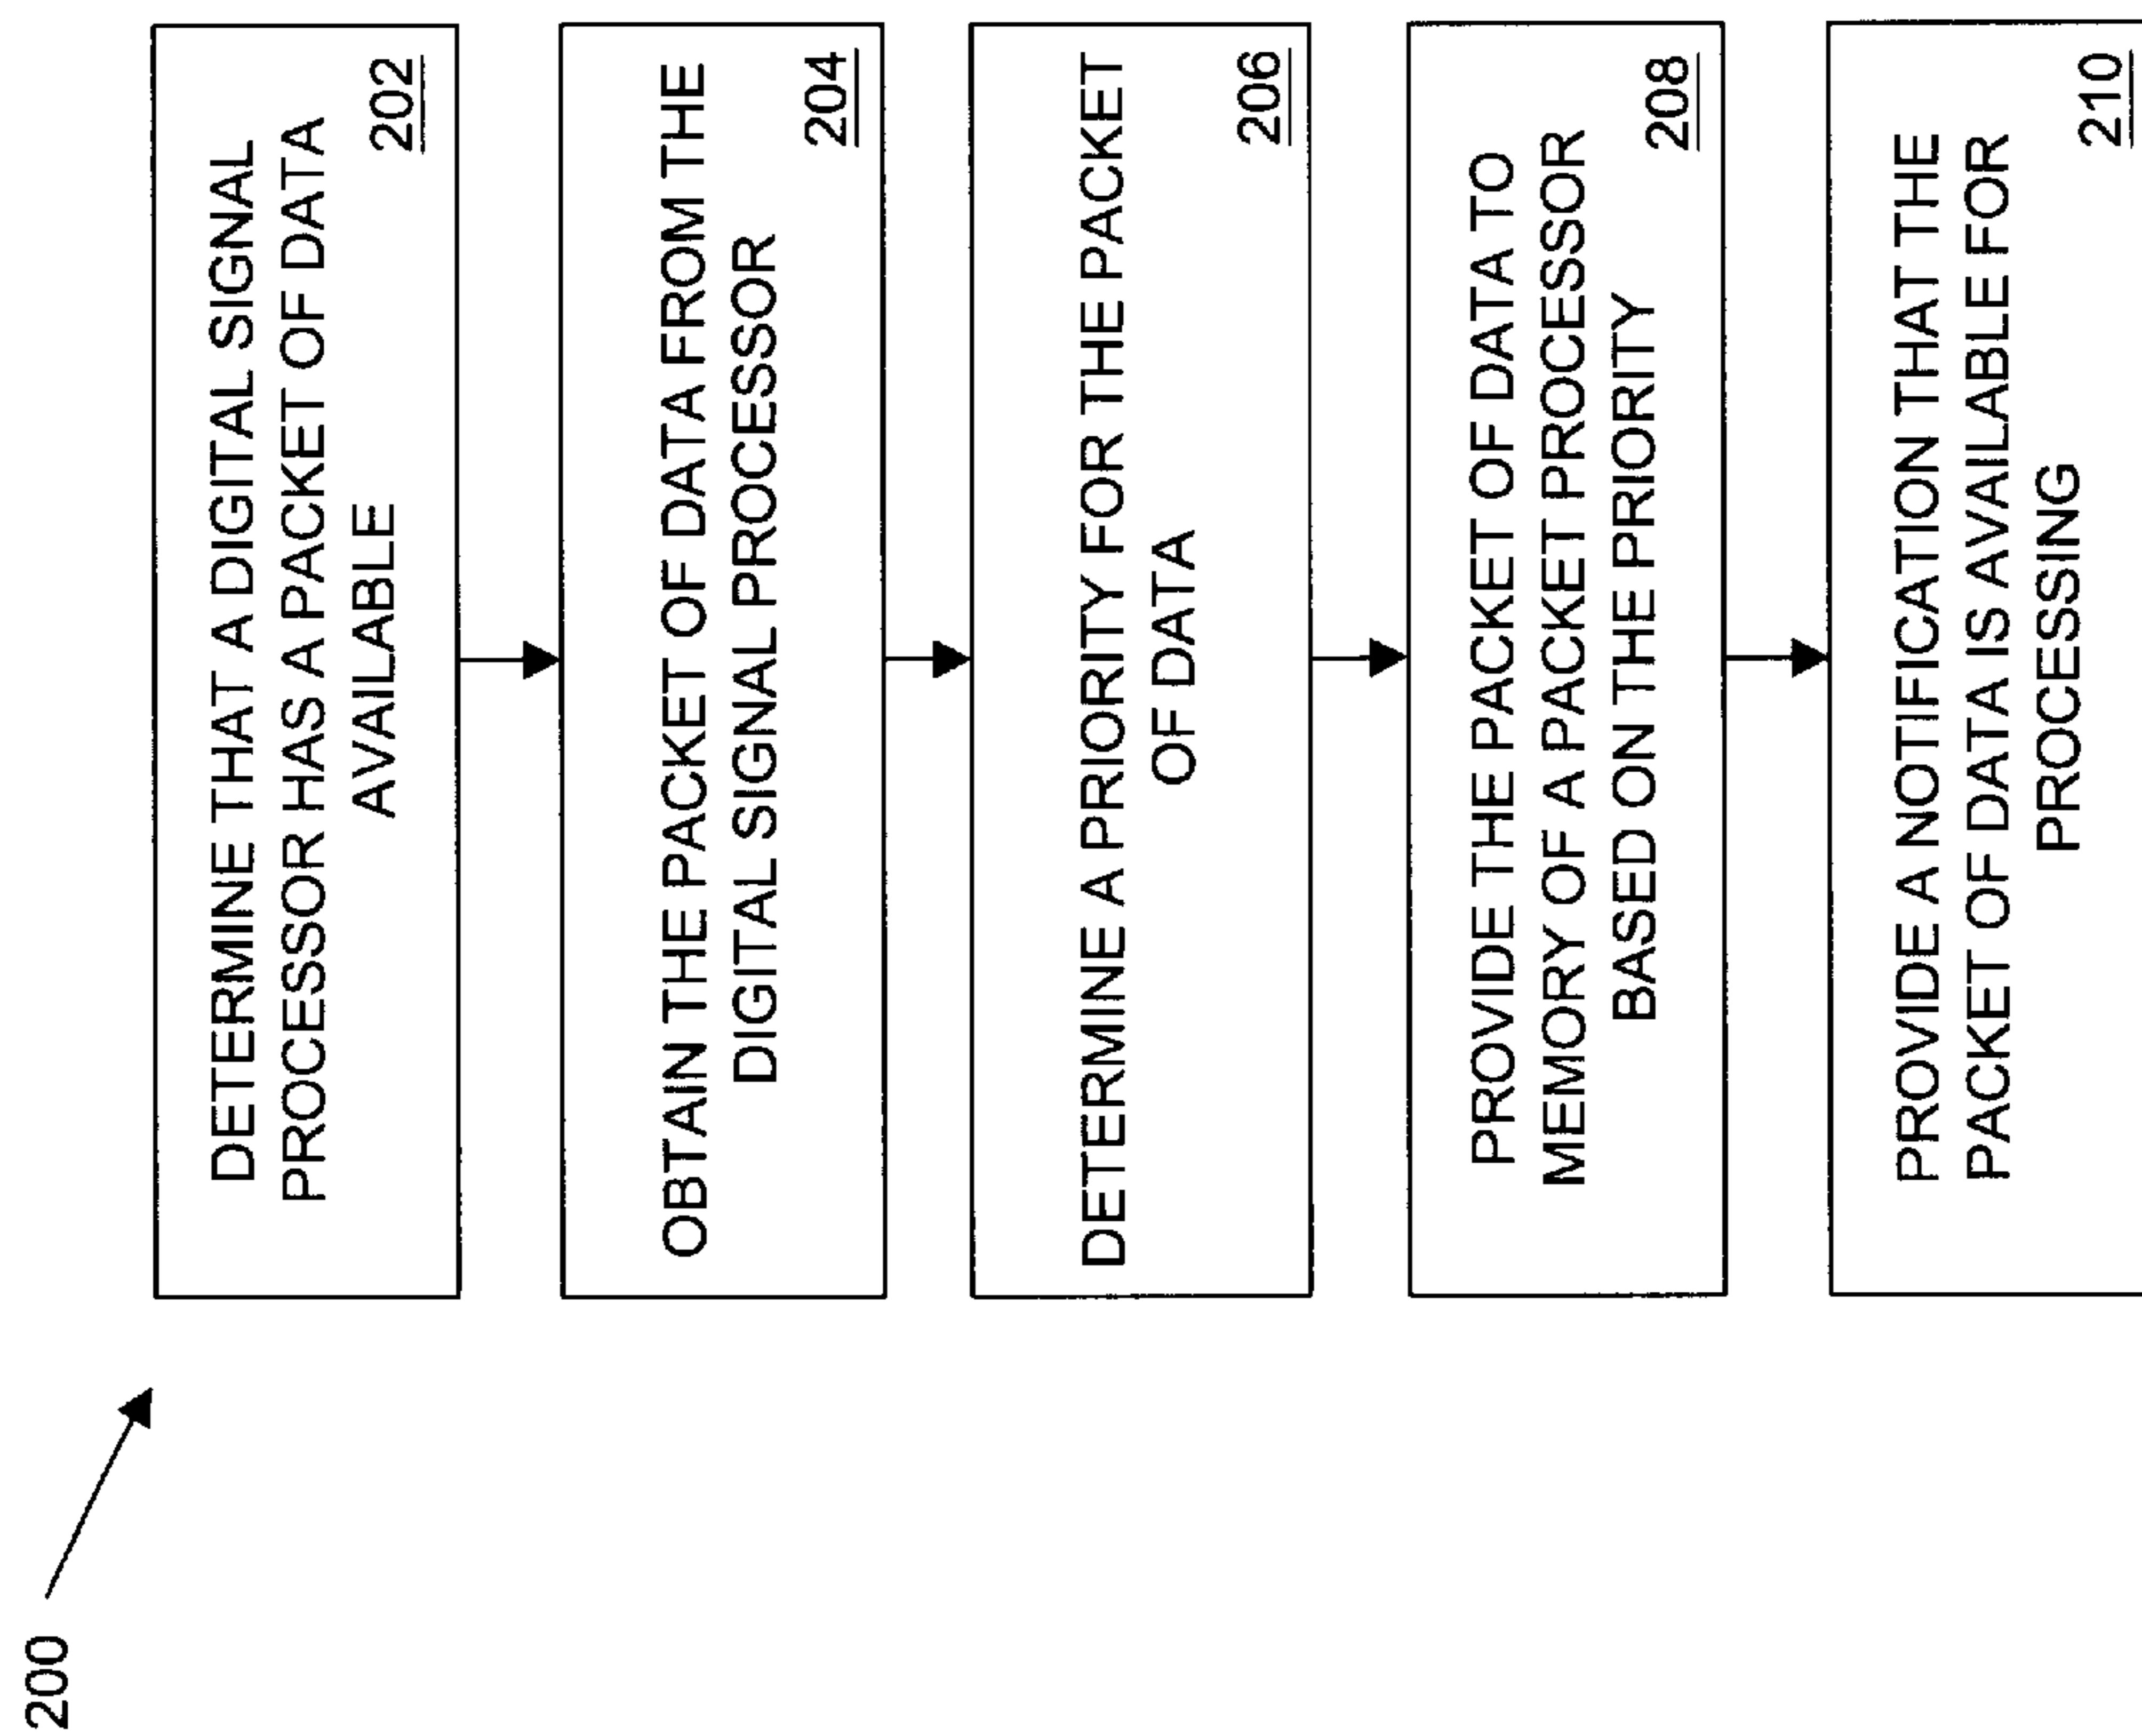 200
DETERMINE THAT A DIGITAL SIGNAL
PROCESSOR HAS A PACKET OF DATA
AVAILABLE
202
OBTAIN THE PACKET OF DATA FROM THE
DIGITAL SIGNAL PROCESSOR
204
DETERMINE A PRIORITY FOR THE PACKET
OF DATA
206
PROVIDE THE PACKET OF DATA TO
MEMORY OF A PACKET PROCESSOR
BASED ON THE PRIORITY
208
PROVIDE A NOTIFICATION THAT THE
PACKET OF DATA IS AVAILABLE FOR
PROCESSING
210